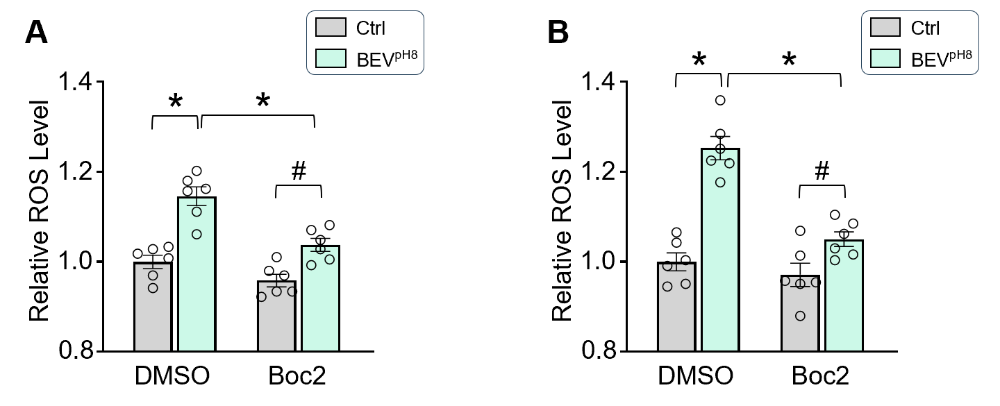 A
Ctrl
BEVpH8
Relative ROS Level
1.4
1.2
1.0
0.8
*
*
#
DMSO
Boc2
B
Ctrl
BEVpH8
Relative ROS Level
1.4
1.2
1.0
0.8
*
*
#
DMSO
Boc2